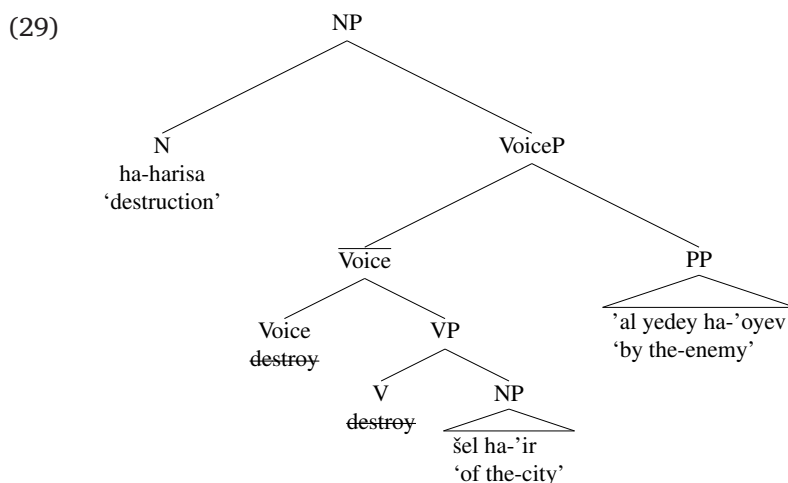 (29)
NP
N
ha-harisa
‘destruction’
VoiceP
Voice
PP
’al yedey ha-’oyev
‘by the-enemy’
Voice
destroy
VP
V
destroy
NP
šel ha-’ir
‘of the-city’